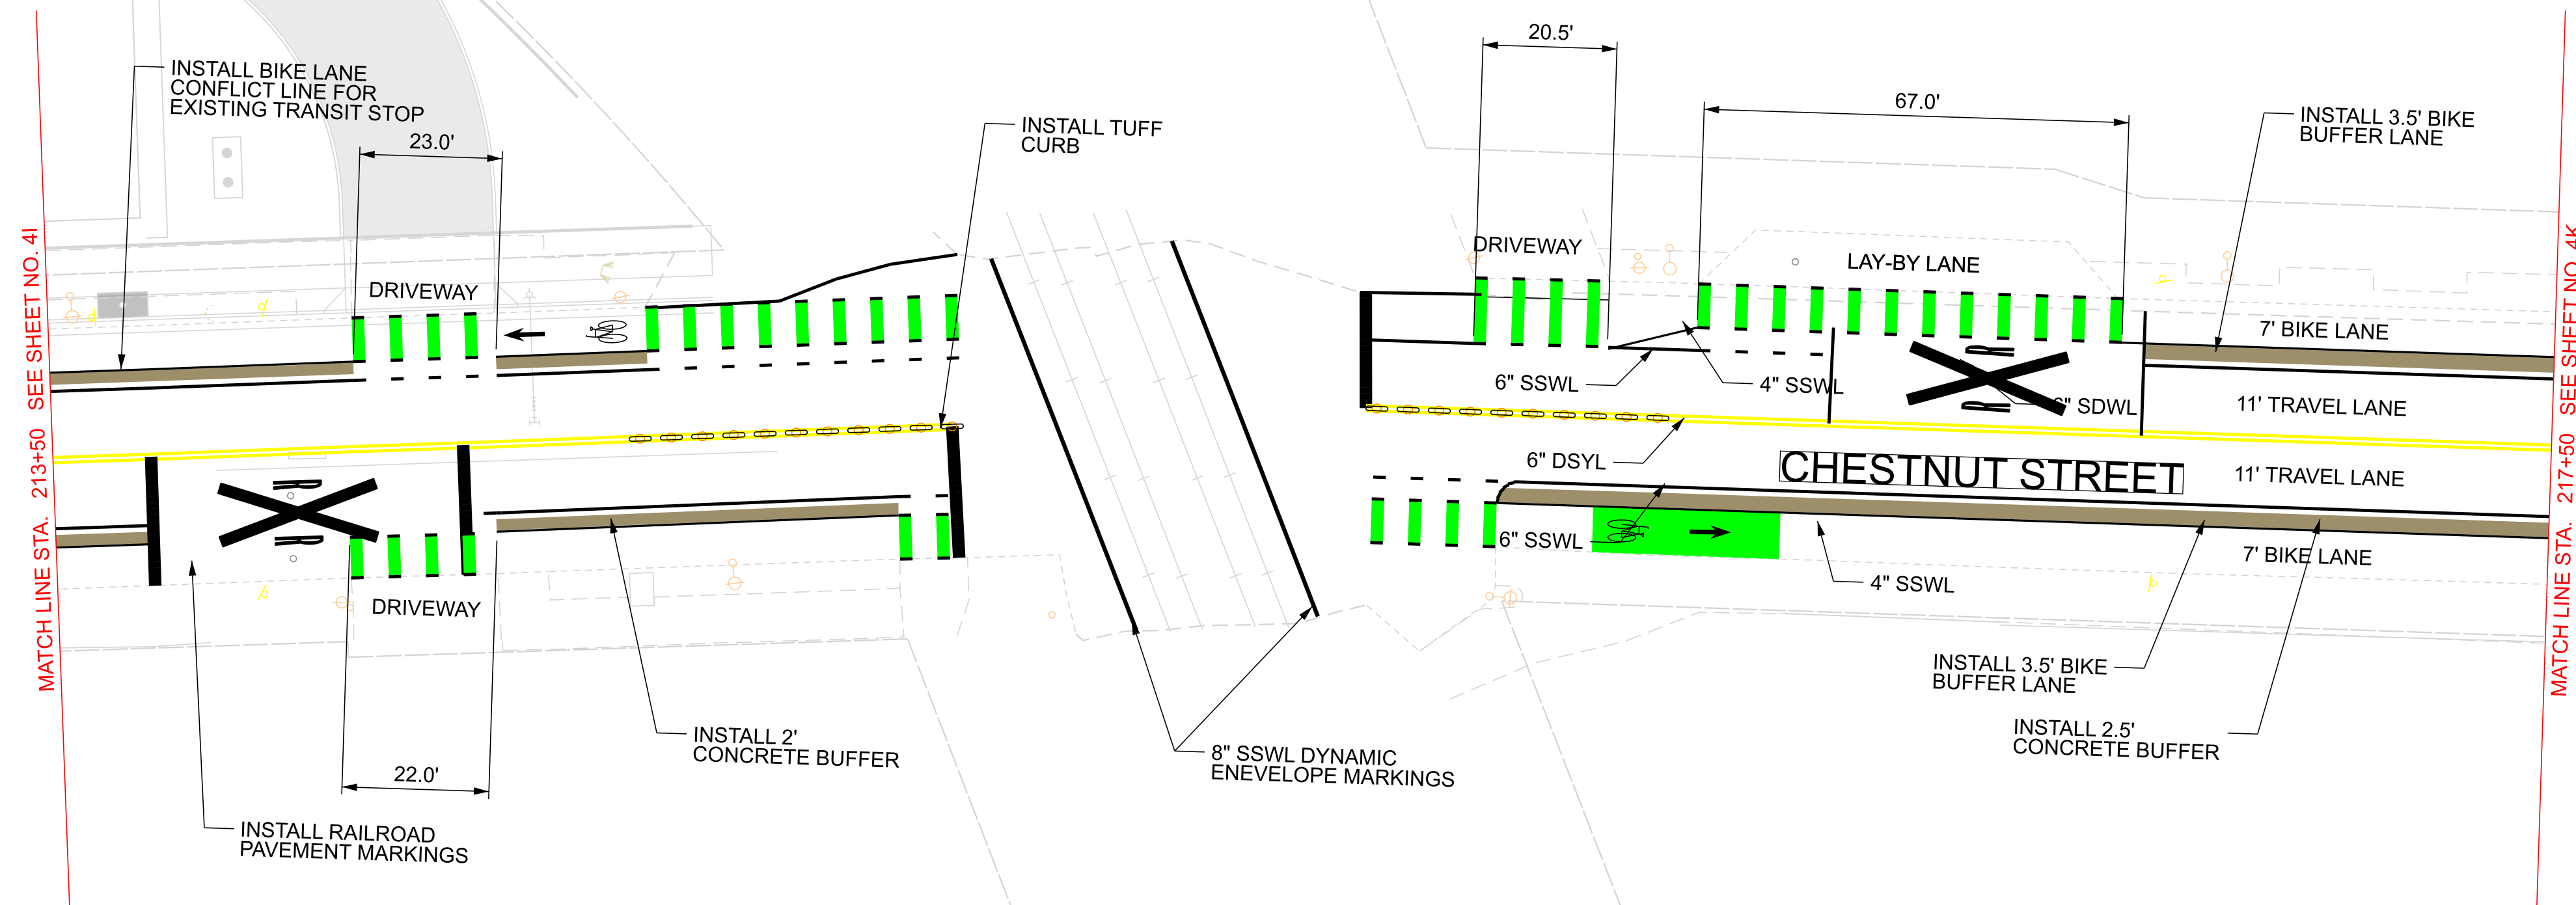 20.5'
INSTALL BIKE LANE
CONFLICT LINE FOR
EXISTING TRANSIT STOP
23.0'
INSTALL TUFF
CURB
67.0'
INSTALL 3.5' BIKE
BUFFER LANE
DRIVEWAY
DRIVEWAY
LAY-BY LANE
7' BIKE LANE
6" SSWL
4" SSWL
6" SDWL
11' TRAVEL LANE
6" DSYL
CHESTNUT STREET
11' TRAVEL LANE
R
R
R
R
6" SSWL
4" SSWL
7' BIKE LANE
DRIVEWAY
INSTALL 3.5' BIKE
BUFFER LANE
INSTALL 2.5'
CONCRETE BUFFER
INSTALL 2'
CONCRETE BUFFER
8" SSWL DYNAMIC
ENEVELOPE MARKINGS
22.0'
INSTALL RAILROAD
PAVEMENT MARKINGS
MATCH LINE STA. 213+50 SEE SHEET NO. 4I
MATCH LINE STA. 217+50 SEE SHEET NO. 4K